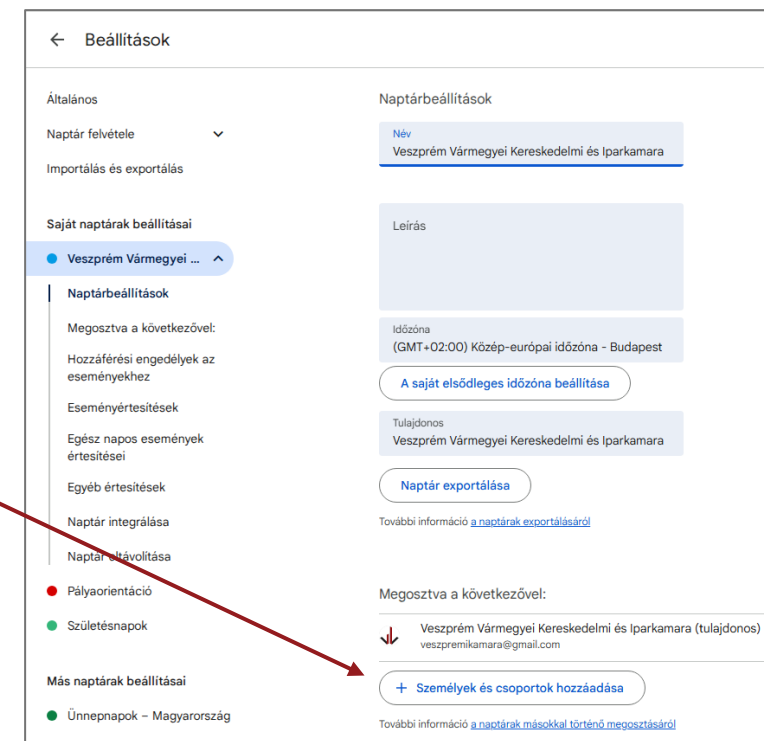 Beállítások
Általános
Naptár felvétele
Importálás és exportálás
Saját naptárak beállításai
Veszprém Vármegyei ...
Naptárbeállítások
Megosztva a következővel:
Hozzáférési engedélyek az
eseményekhez
Eseményértesítések
Egész napos események
értesítései
Egyéb értesítések
Naptár integrálása
Naptár eltávolítása
Pályaorientáció
Születésnapok
Más naptárak beállításai
Ünnepnapok – Magyarország
Naptárbeállítások
Név
Veszprém Vármegyei Kereskedelmi és Iparkamara
Leírás
Időzóna
(GMT+02:00) Közép-európai időzóna - Budapest
A saját elsődleges időzóna beállítása
Tulajdonos
Veszprém Vármegyei Kereskedelmi és Iparkamara
Naptár exportálása
További információ a naptárak exportálásáról
Megosztva a következővel:
Veszprém Vármegyei Kereskedelmi és Iparkamara (tulajdonos)
veszpremikamara@gmail.com
+ Személyek és csoportok hozzáadása
További információ a naptárak másokkal történő megosztásáról